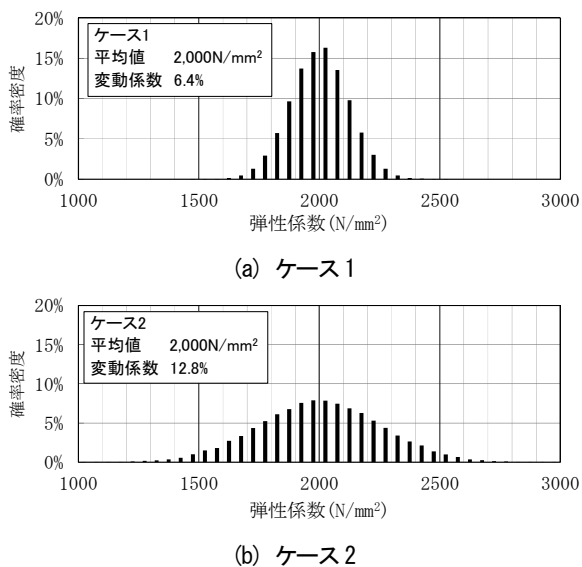 20%
15%
10%
5%
0%
確率密度
ケース1
平均値 2,000N/mm²
変動係数 6.4%
1000 1500 2000 2500 3000
弾性係数(N/mm²)
(a) ケース1
20%
15%
10%
5%
0%
確率密度
ケース2
平均値 2,000N/mm²
変動係数 12.8%
1000 1500 2000 2500 3000
弾性係数(N/mm²)
(b) ケース2